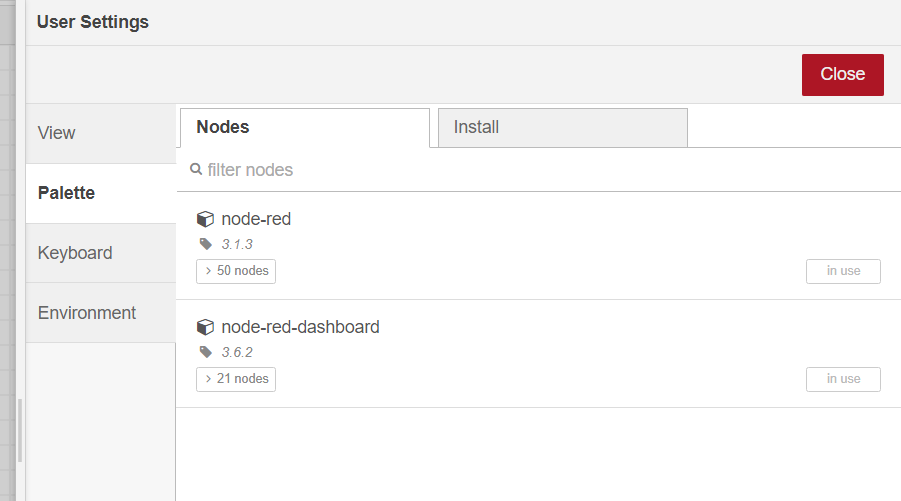 User Settings
Close
View
Palette
Keyboard
Environment
Nodes
Install
filter nodes
node-red
3.1.3
50 nodes
in use
node-red-dashboard
3.6.2
21 nodes
in use